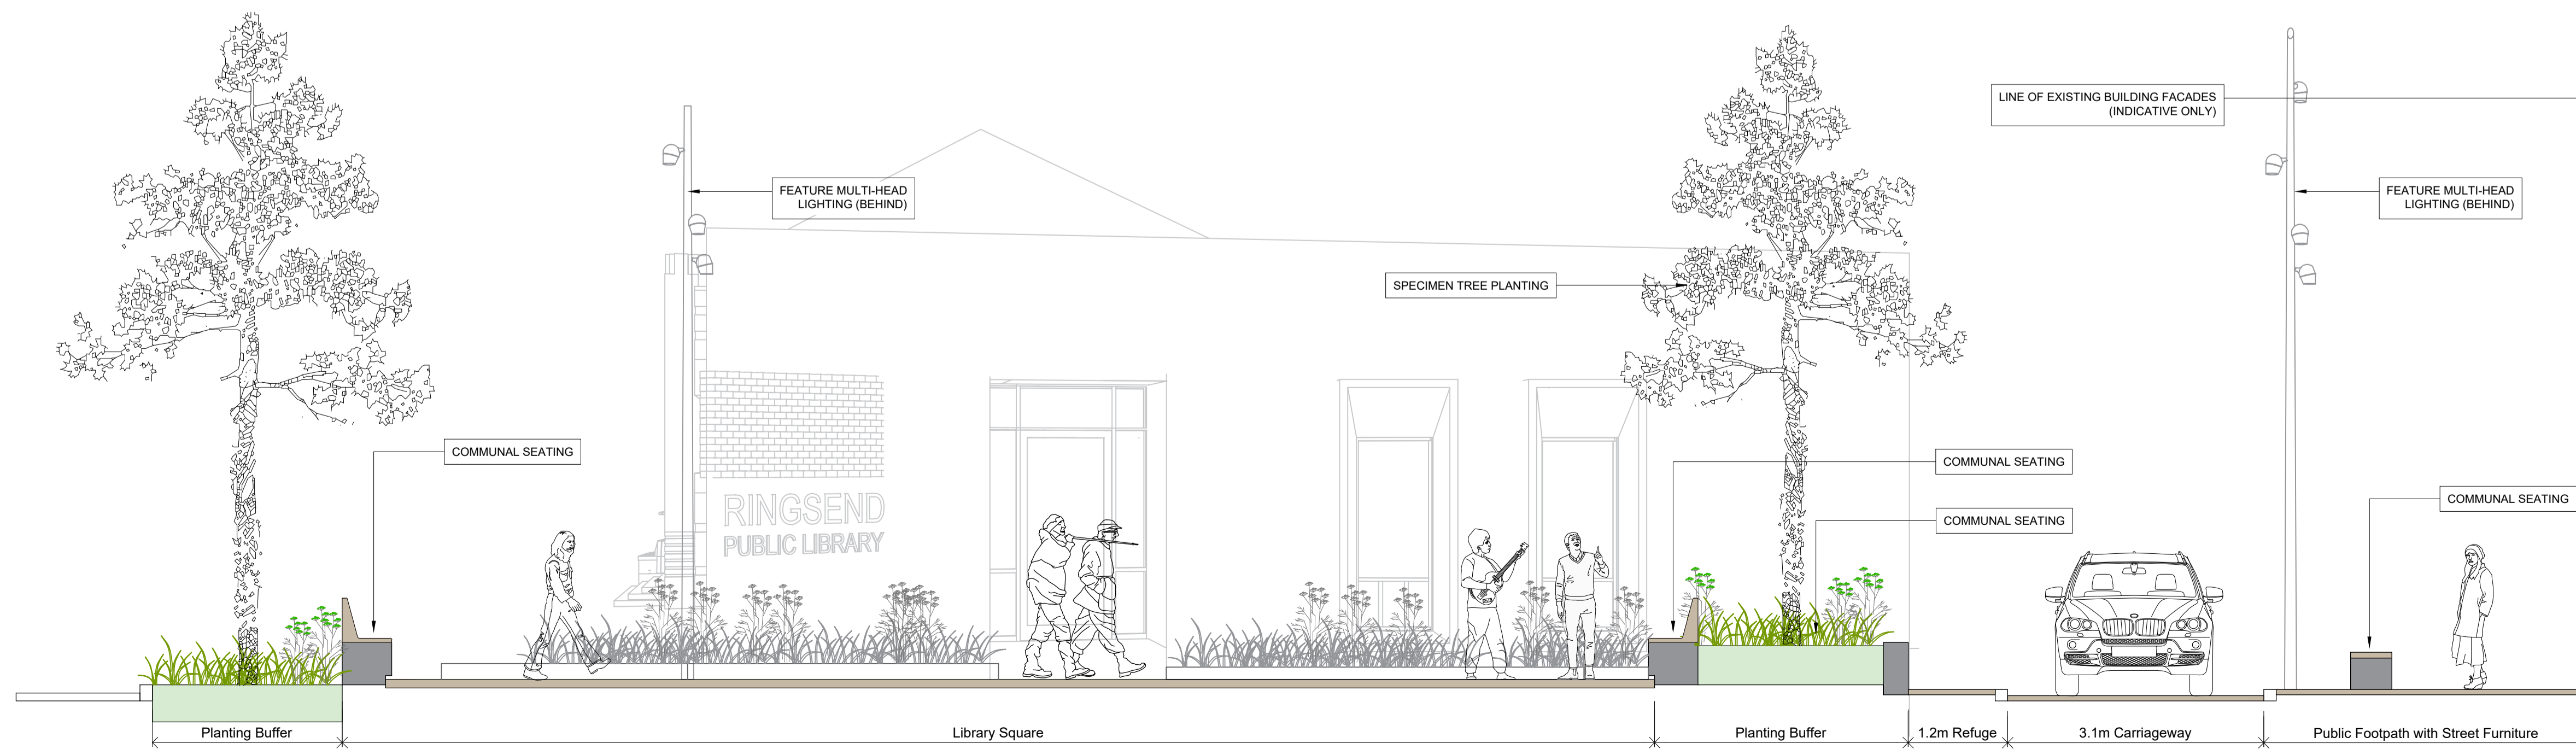 LINE OF EXISTING BUILDING FACADES
(INDICATIVE ONLY)
FEATURE MULTI-HEAD
LIGHTING (BEHIND)
FEATURE MULTI-HEAD
LIGHTING (BEHIND)
SPECIMEN TREE PLANTING
COMMUNAL SEATING
COMMUNAL SEATING
COMMUNAL SEATING
COMMUNAL SEATING
RINGSEND
PUBLIC LIBRARY
Planting Buffer
Library Square
Planting Buffer
1.2m Refuge
3.1m Carriageway
Public Footpath with Street Furniture